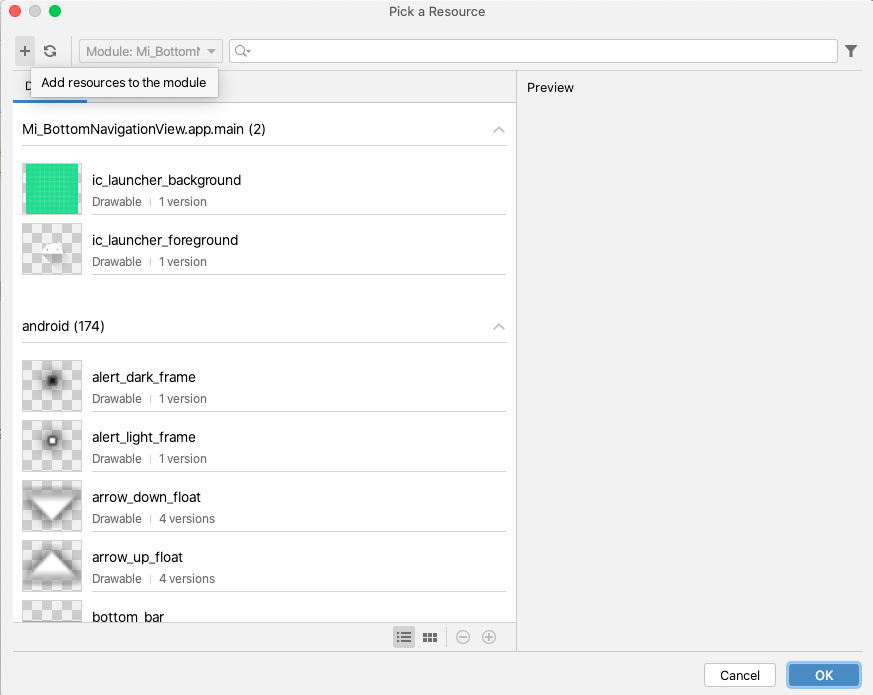 Pick a Resource
Module: Mi_Bottom
Add resources to the module
Preview
Mi_BottomNavigationView.app.main (2)
ic_launcher_background
Drawable | 1 version
ic_launcher_foreground
Drawable | 1 version
android (174)
alert_dark_frame
Drawable | 1 version
alert_light_frame
Drawable | 1 version
arrow_down_float
Drawable | 4 versions
arrow_up_float
Drawable | 4 versions
bottom_bar
Cancel
OK